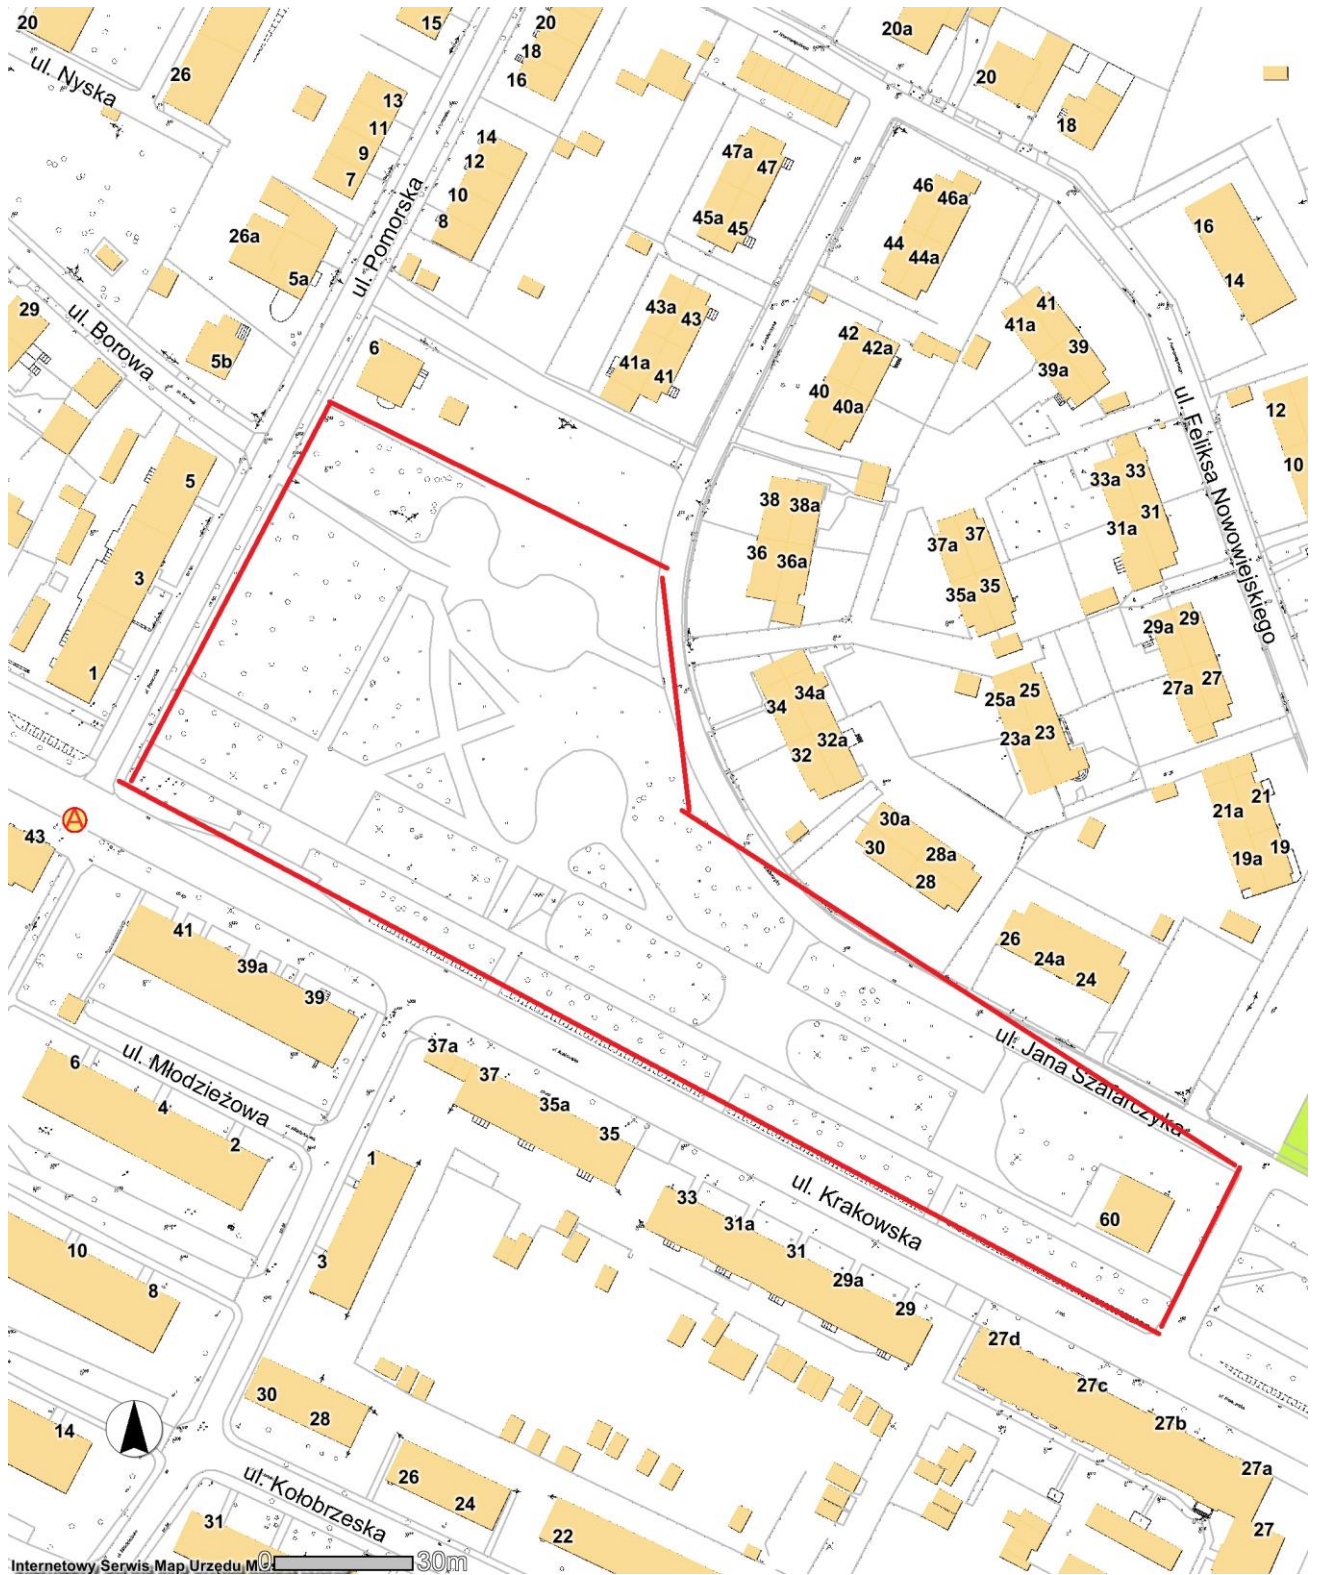 20
15
20
20a
ul. Nyska
26
18
16
13
11
9
7
14
12
10
8
20
18
47a
47
45a
45
46
46a
44
44a
16
14
26a
5a
ul. Pomorska
29
ul. Borowa
5b
6
43a
43
41a
41
42
42a
40
40a
41
41a
39
39a
ul. Feliksa Nowowiejskiego
12
10
5
3
1
38
38a
36
36a
37a
37
35a
35
33a
33
31
31a
29a
29
27a
27
34
34a
32
32a
25a
25
23a
23
21a
21
19a
19
A
43
30a
30
28a
28
26
24a
24
41
39a
39
ul. Młodzieżowa
6
4
2
37a
37
35a
35
ul. Jana Szafarczyka
1
3
33
31a
31
29a
29
ul. Krakowska
60
10
8
27d
27c
27b
27a
27
30
28
14
26
24
22
ul. Kołobrzeska
31
Internetowy Serwis Map Urzędu M
0
30m